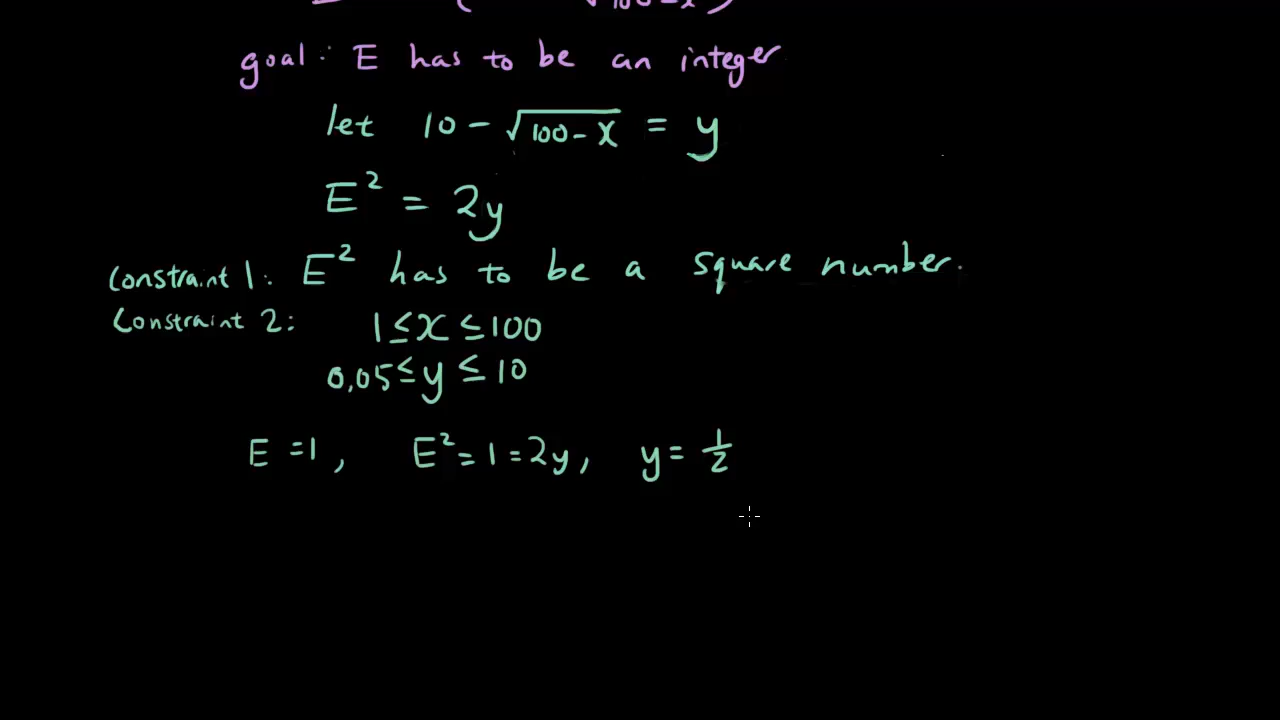 goal: E has to be an integer
let 10 - √100 - x = y
E² = 2y
Constraint 1: E² has to be a square number.
Constraint 2: 1 ≤ x ≤ 100
0,05 ≤ y ≤ 10
E = 1, E² = 1 = 2y, y = 1/2